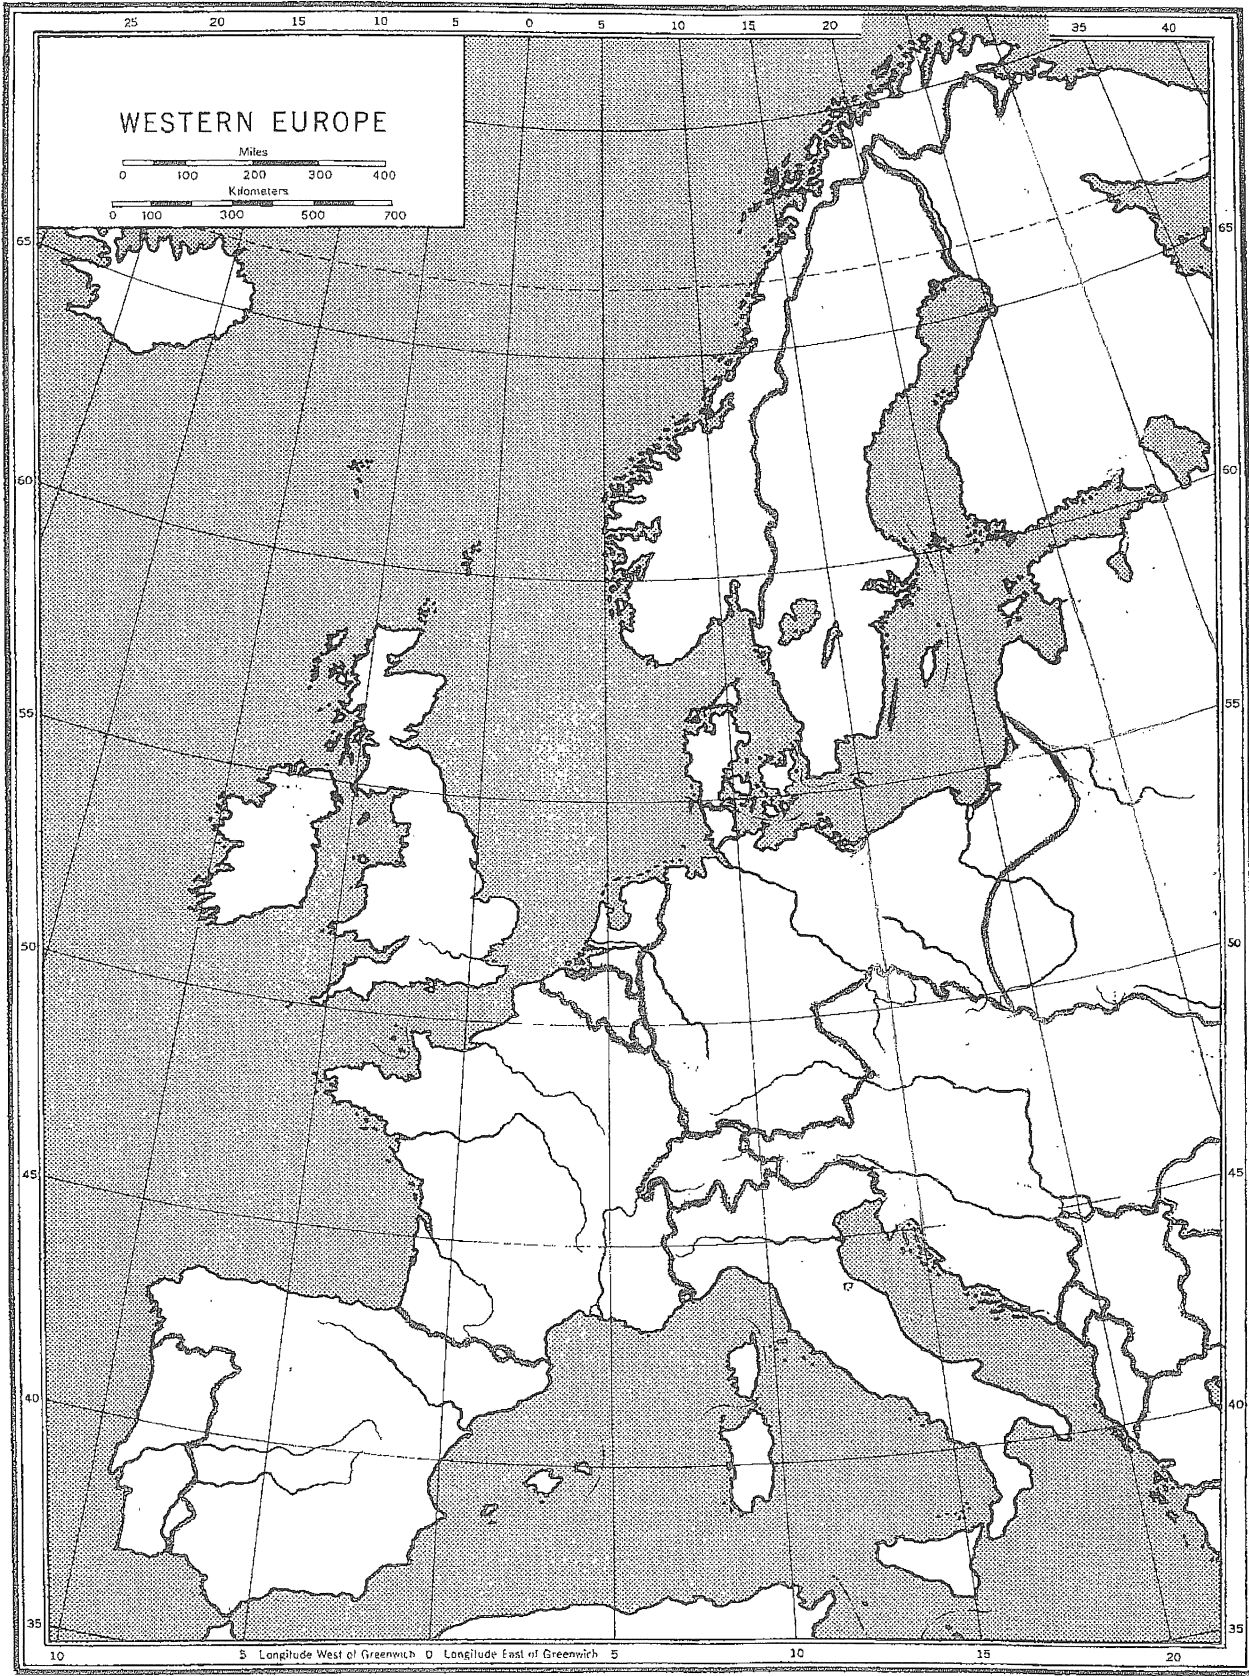 25 20 15 10 5 0 5 10 15 20 35 40
WESTERN EUROPE
Miles
0 100 200 300 400
Kilometers
0 100 300 500 700
65 65
60 60
55 55
50 50
45 45
40 40
35 35
10 5 Longitude West of Greenwich 0 Longitude East of Greenwich 5 10 15 20